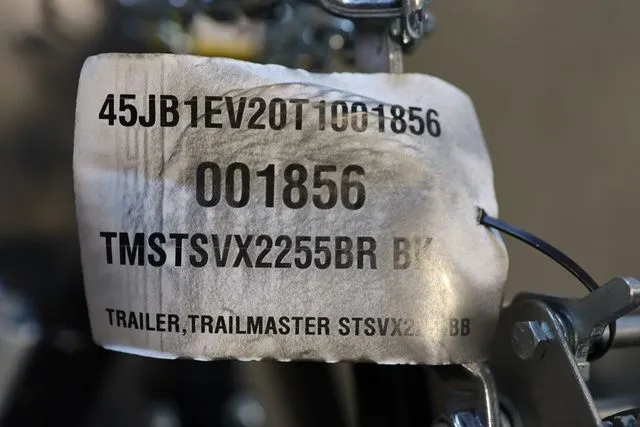 45JB1EV20T1001856
001856
TMSTSVX2255BR
TRAILER,TRAILMASTER